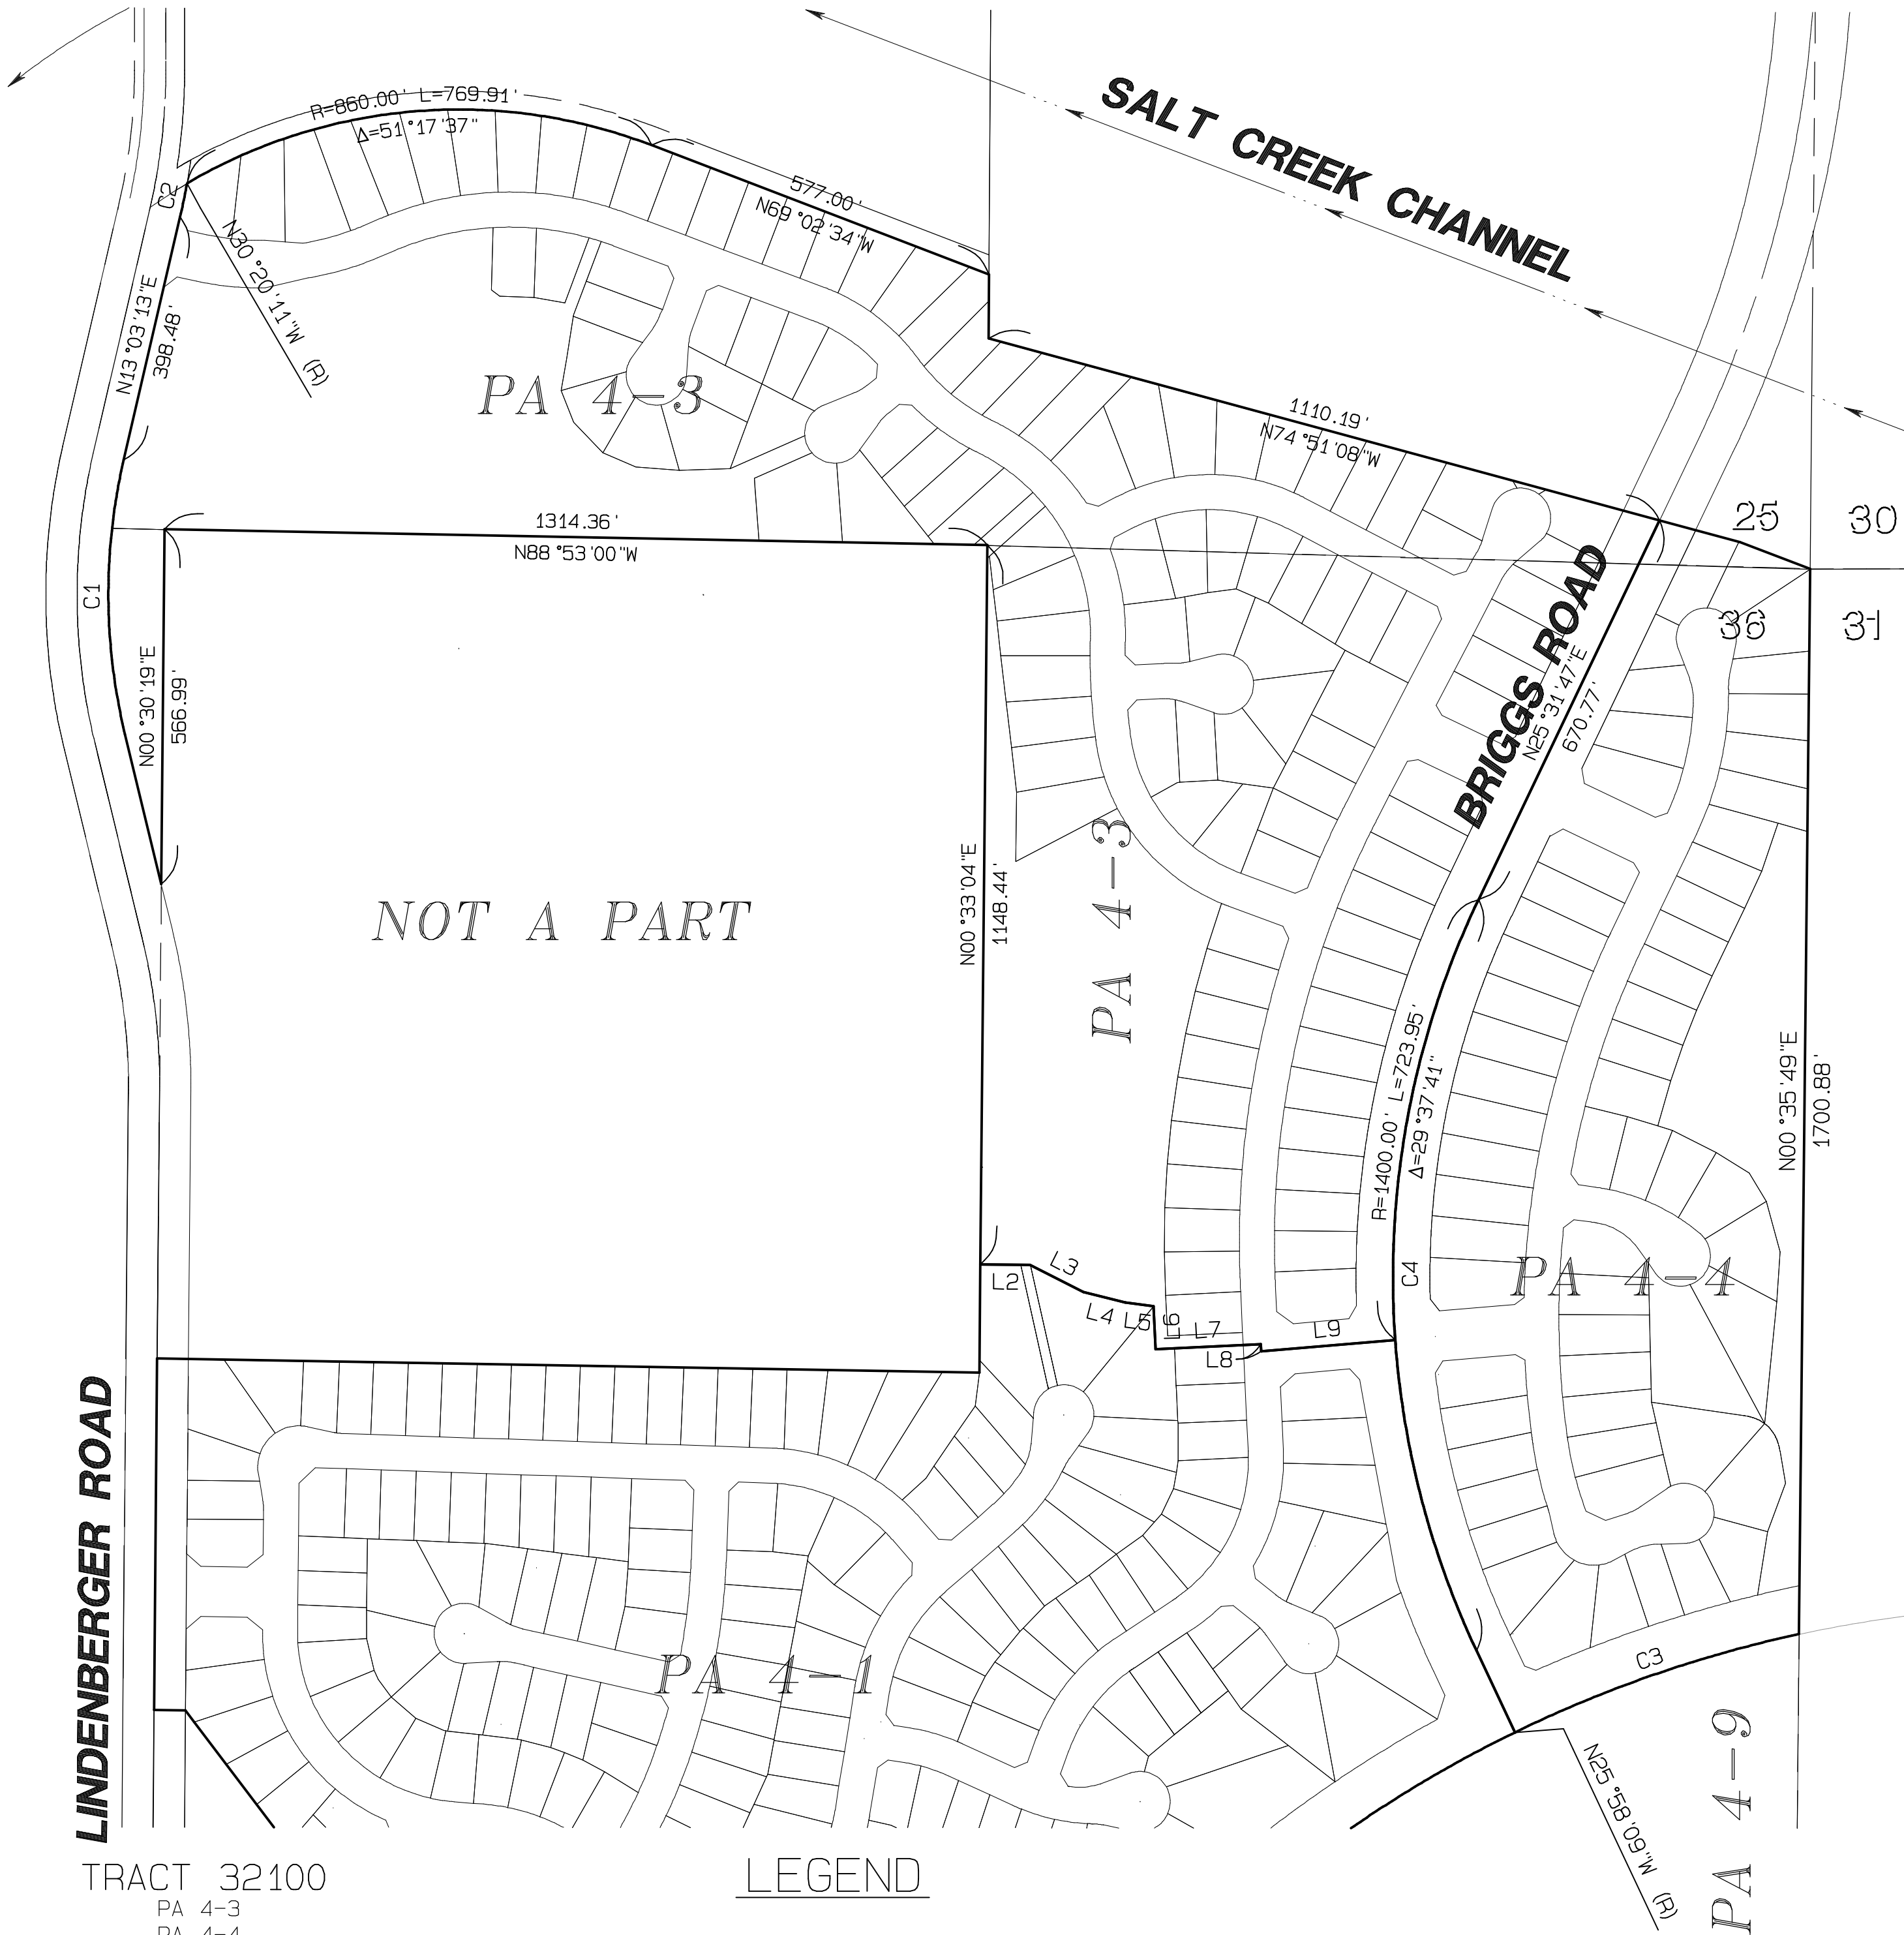 R=860.00' L=769.91'
Δ=51°17'37"
SALT CREEK CHANNEL
577.00'
N69°02'34"W
C2
N30°20'11"W (R)
N13°03'13"E
398.48'
PA 4-3
1110.19'
N74°51'08"W
25
30
1314.36'
N88°53'00"W
36
31
C1
BRIGGS ROAD
N25°31'47"E
670.77'
N00°30'19"E
566.99'
NOT A PART
N00°33'04"E
1148.44'
PA 4-3
R=1400.00' L=723.95'
Δ=29°37'41"
N00°35'49"E
1700.88'
L2
L3
L4
L5
L6
L7
L8
L9
C4
PA 4-4
LINDENBERGER ROAD
PA 4-1
C3
N25°58'09"W (R)
PA 4-9
TRACT 32100
PA 4-3
PA 4-4
LEGEND